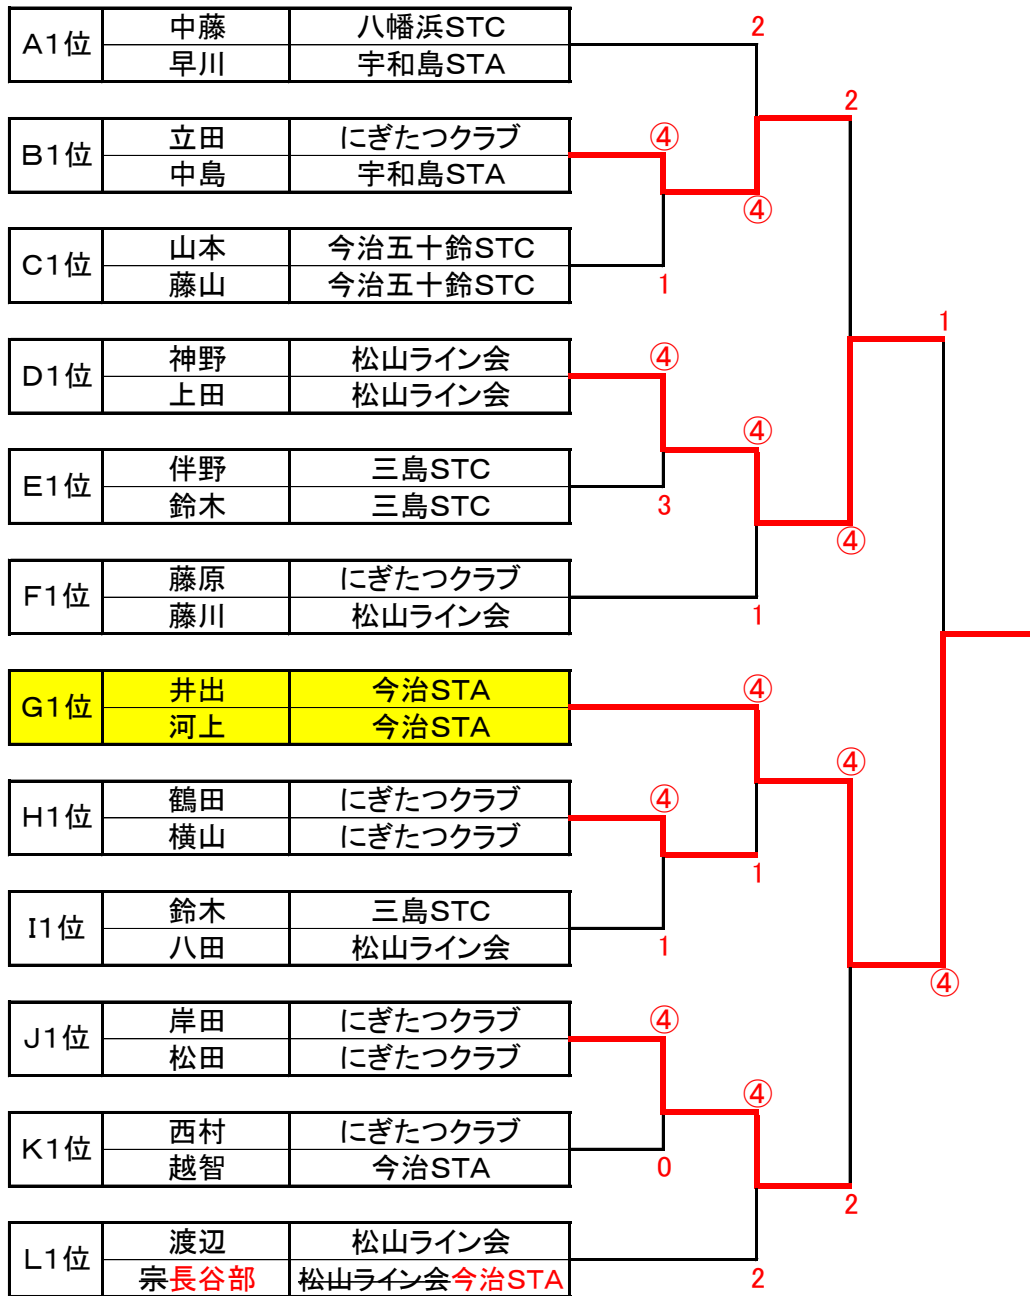 2
A1位 中藤 八幡浜STC
早川 宇和島STA
2
B1位 立田 にぎたつクラブ ④
中島 宇和島STA
④
C1位 山本 今治五十鈴STC
藤山 今治五十鈴STC 1
1
D1位 神野 松山ライン会 ④
上田 松山ライン会
④
E1位 伴野 三島STC
鈴木 三島STC 3
④
F1位 藤原 にぎたつクラブ
藤川 松山ライン会 1
G1位 井出 今治STA ④
河上 今治STA
④
H1位 鶴田 にぎたつクラブ ④
横山 にぎたつクラブ
1
I1位 鈴木 三島STC
八田 松山ライン会 1
④
J1位 岸田 にぎたつクラブ ④
松田 にぎたつクラブ
④
K1位 西村 にぎたつクラブ
越智 今治STA 0
2
L1位 渡辺 松山ライン会
宗長谷部 松山ライン会今治STA 2